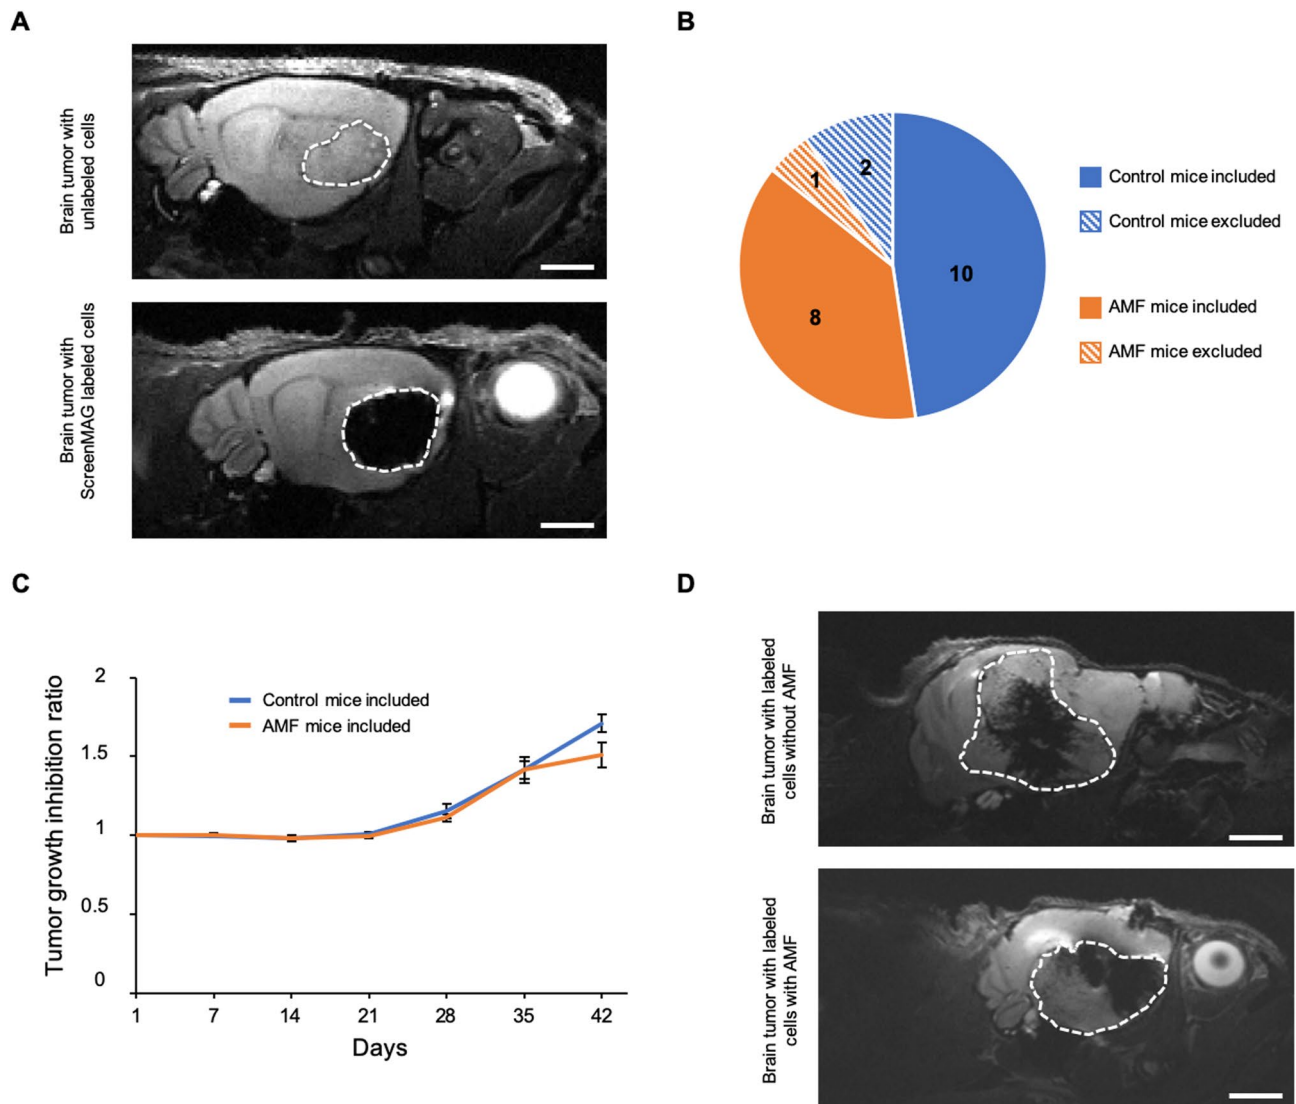 A
Brain tumor with
unlabeled cells
Brain tumor with
ScreenMAG labeled cells
B
2
1
10
8
Control mice included
Control mice excluded
AMF mice included
AMF mice excluded
C
Tumor growth inhibition ratio
2
1.5
1
0.5
0
Control mice included
AMF mice included
1 7 14 21 28 35 42
Days
D
Brain tumor with labeled
cells without AMF
Brain tumor with labeled
cells with AMF